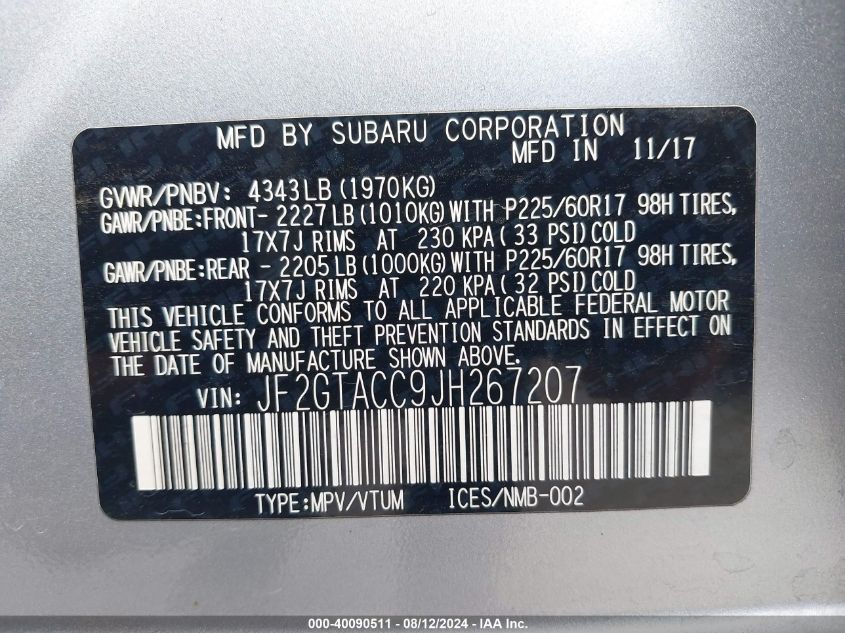 MFD BY SUBARU CORPORATION
MFD IN 11/17
GVWR/PNBV: 4343LB (1970KG)
GAWR/PNBE:FRONT- 2227LB (1010KG) WITH P225/60R17 98H TIRES,
17X7J RIMS AT 230 KPA( 33 PSI) COLD
GAWR/PNBE:REAR - 2205LB (1000KG) WITH P225/60R17 98H TIRES,
17X7J RIMS AT 220 KPA( 32 PSI) COLD
THIS VEHICLE CONFORMS TO ALL APPLICABLE FEDERAL MOTOR
VEHICLE SAFETY AND THEFT PREVENTION STANDARDS IN EFFECT ON
THE DATE OF MANUFACTURE SHOWN ABOVE.
VIN: JF2GTACC9JH267207
TYPE:MPV/VTUM ICES/NMB-002
000-40090511 - 08/12/2024 - IAA Inc.